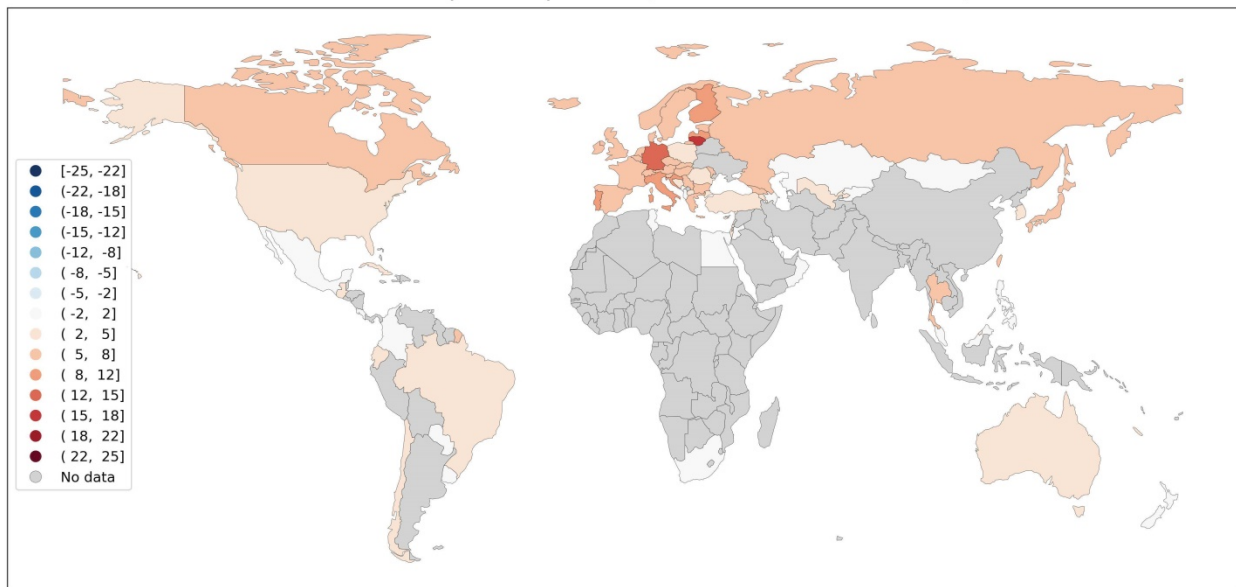 [-25, -22]
(-22, -18]
(-18, -15]
(-15, -12]
(-12, -8]
( -8, -5]
( -5, -2]
( -2, 2]
( 2, 5]
( 5, 8]
( 8, 12]
( 12, 15]
( 15, 18]
( 18, 22]
( 22, 25]
No data